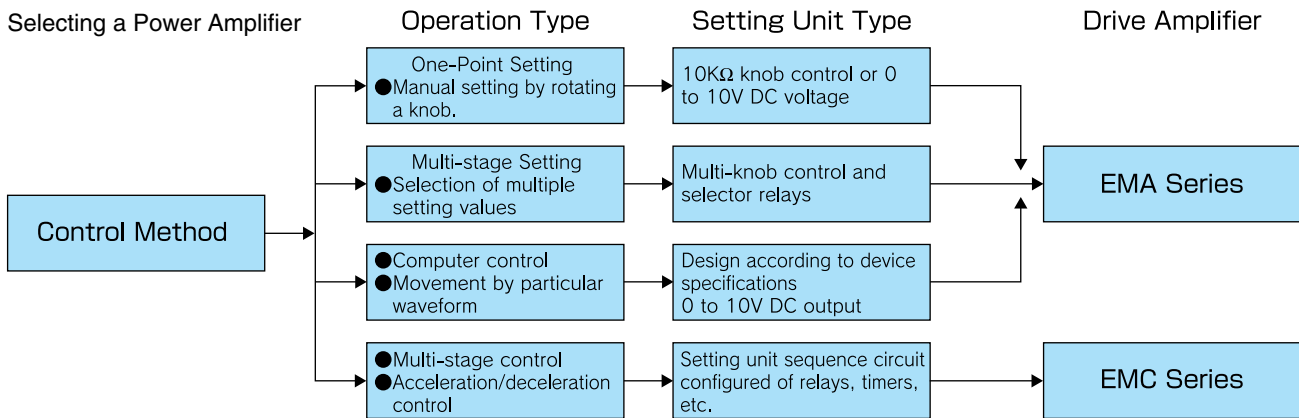 Selecting a Power Amplifier
Operation Type
Setting Unit Type
Drive Amplifier
Control Method
One-Point Setting
●Manual setting by rotating
a knob.
10KΩ knob control or 0
to 10V DC voltage
Multi-stage Setting
●Selection of multiple
setting values
Multi-knob control and
selector relays
●Computer control
●Movement by particular
waveform
Design according to device
specifications
0 to 10V DC output
EMA Series
●Multi-stage control
●Acceleration/deceleration
control
Setting unit sequence circuit
configured of relays, timers,
etc.
EMC Series